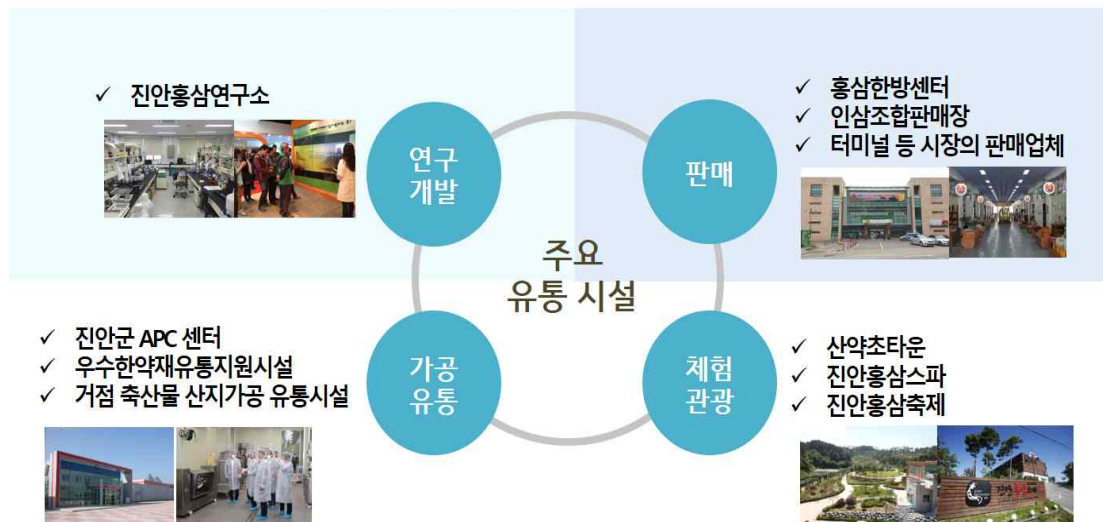 ✓ 진안홍삼연구소
연구
개발
✓ 홍삼한방센터
✓ 인삼조합판매장
✓ 터미널 등 시장의 판매업체
판매
주요
유통 시설
✓ 진안군 APC 센터
✓ 우수한약재유통지원시설
✓ 거점 축산물 산지가공 유통시설
가공
유통
✓ 산약초타운
✓ 진안홍삼스파
✓ 진안홍삼축제
체험
관광